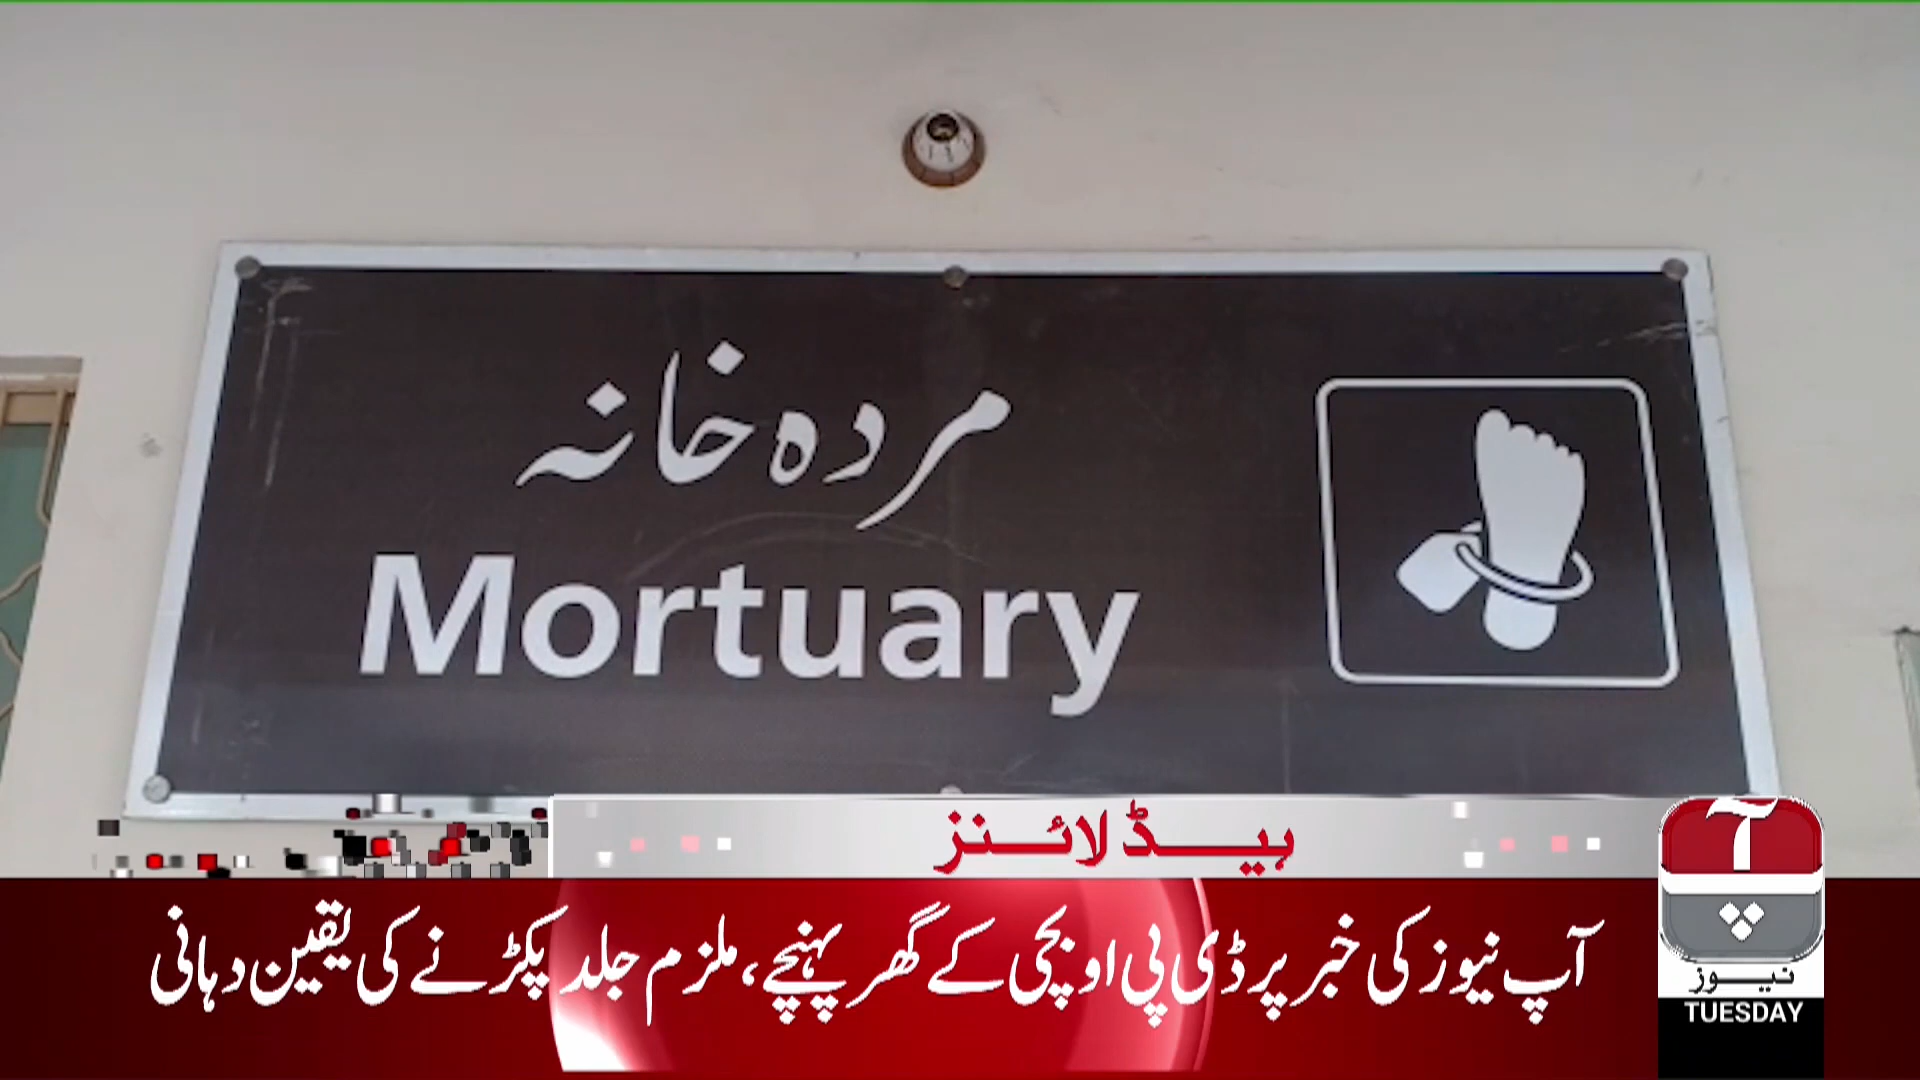 مردہ خانہ
Mortuary
ہیڈ لائنز
آپ نیوز کی خبر پر ڈی پی او بچی کے گھر پہنچے، ملزم جلد پکڑنے کی یقین دہانی
آپ
نیوز
TUESDAY